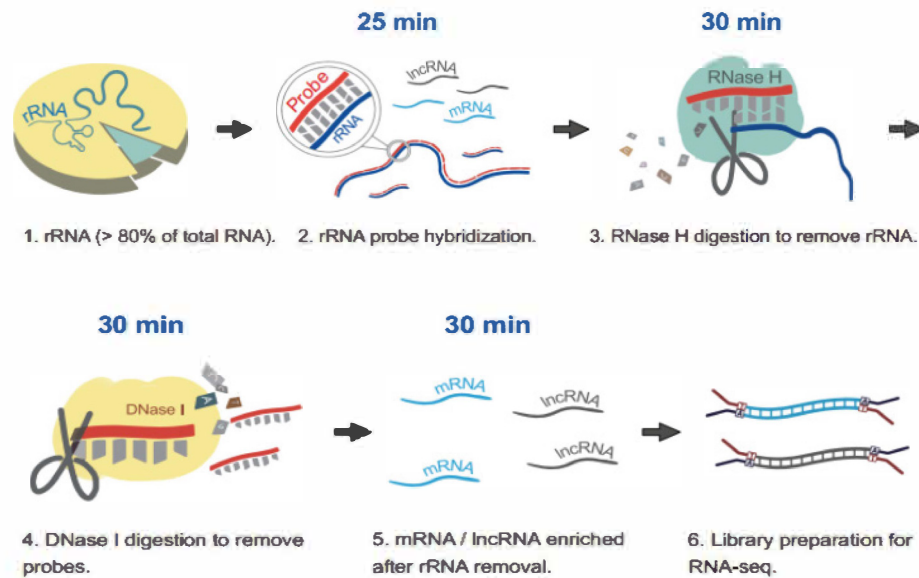 25 min
30 min
rRNA
Probe
rRNA
lncRNA
mRNA
RNase H
1. rRNA (> 80% of total RNA).
2. rRNA probe hybridization.
3. RNase H digestion to remove rRNA.
30 min
30 min
DNase I
mRNA
lncRNA
mRNA
lncRNA
4. DNase I digestion to remove
probes.
5. mRNA / lncRNA enriched
after rRNA removal.
6. Library preparation for
RNA-seq.